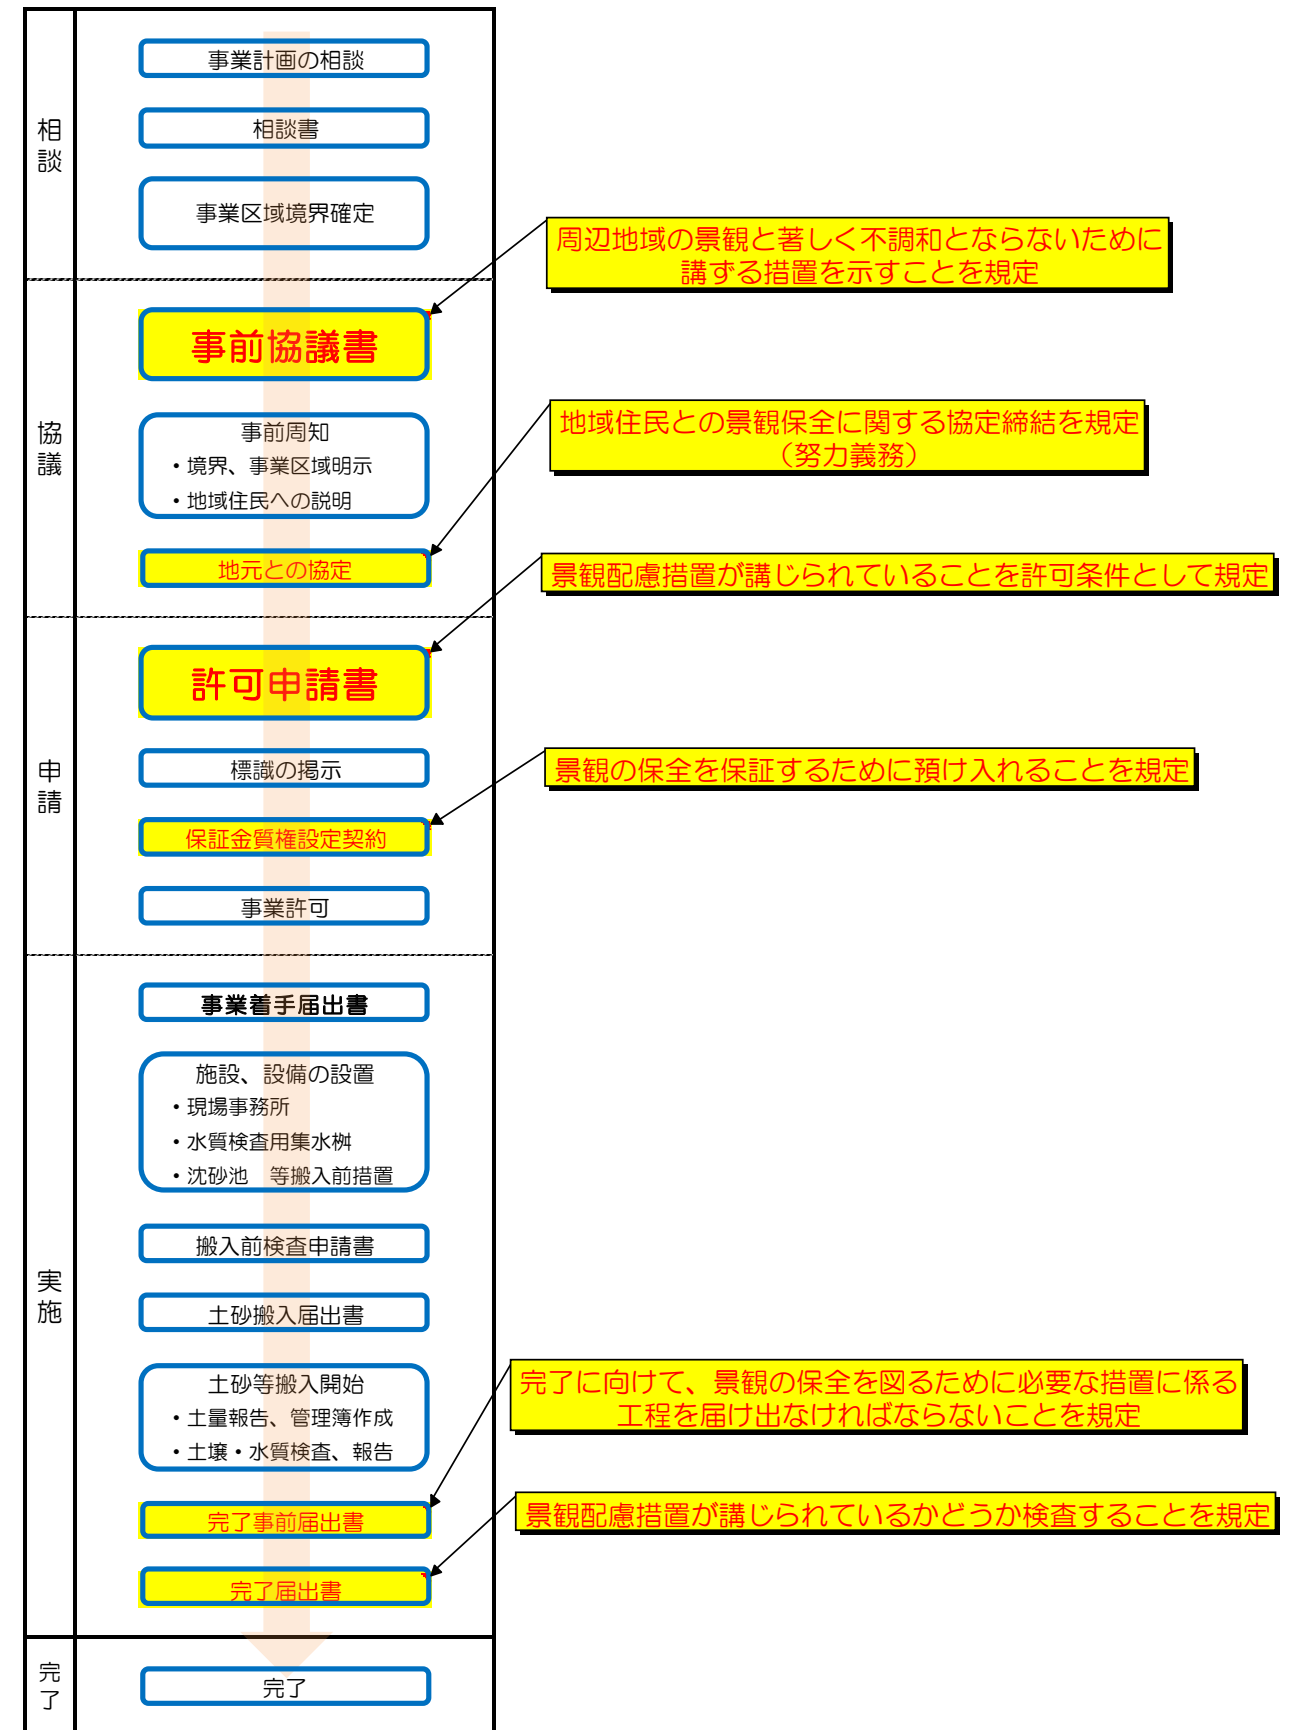 相談
事業計画の相談
相談書
事業区域境界確定
周辺地域の景観と著しく不調和とならないために
講ずる措置を示すことを規定
協議
事前協議書
事前周知
・境界、事業区域明示
・地域住民への説明
地域住民との景観保全に関する協定締結を規定
（努力義務）
地元との協定
景観配慮措置が講じられていることを許可条件として規定
申請
許可申請書
標識の掲示
景観の保全を保証するために預け入れることを規定
保証金質権設定契約
事業許可
実施
事業着手届出書
施設、設備の設置
・現場事務所
・水質検査用集水桝
・沈砂池　等搬入前措置
搬入前検査申請書
土砂搬入届出書
土砂等搬入開始
・土量報告、管理簿作成
・土壌・水質検査、報告
完了に向けて、景観の保全を図るために必要な措置に係る
工程を届け出なければならないことを規定
完了事前届出書
景観配慮措置が講じられているかどうか検査することを規定
完了届出書
完了
完了